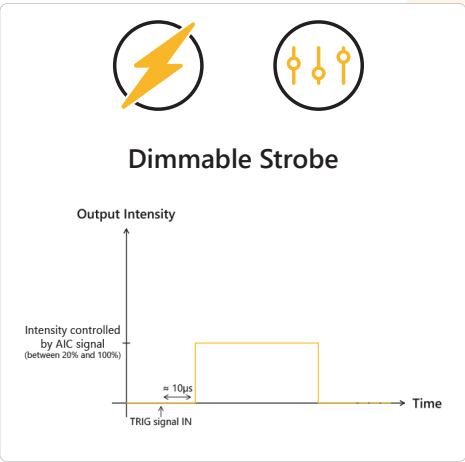 Dimmable Strobe
Output Intensity
Intensity controlled
by AIC signal
(between 20% and 100%)
≈ 10µs
Time
TRIG signal IN